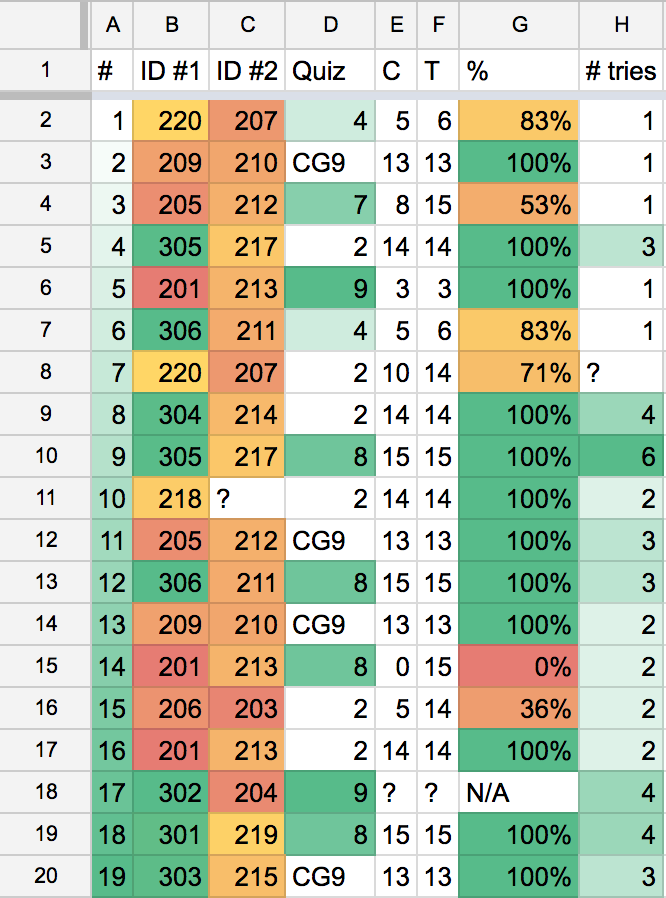 A B C D E F G H
1 # ID #1 ID #2 Quiz C T % # tries
2 1 220 207 4 5 6 83% 1
3 2 209 210 CG9 13 13 100% 1
4 3 205 212 7 8 15 53% 1
5 4 305 217 2 14 14 100% 3
6 5 201 213 9 3 3 100% 1
7 6 306 211 4 5 6 83% 1
8 7 220 207 2 10 14 71% ?
9 8 304 214 2 14 14 100% 4
10 9 305 217 8 15 15 100% 6
11 10 218 ? 2 14 14 100% 2
12 11 205 212 CG9 13 13 100% 3
13 12 306 211 8 15 15 100% 3
14 13 209 210 CG9 13 13 100% 2
15 14 201 213 8 0 15 0% 2
16 15 206 203 2 5 14 36% 2
17 16 201 213 2 14 14 100% 2
18 17 302 204 9 ? ? N/A 4
19 18 301 219 8 15 15 100% 4
20 19 303 215 CG9 13 13 100% 3